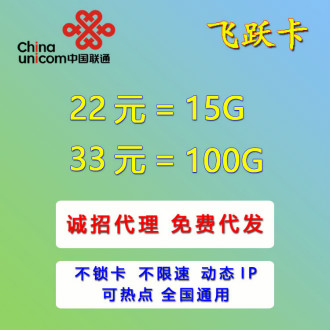 China
unicom中国联通
飞跃卡
22元=15G
33元=100G
诚招代理 免费代发
不锁卡 不限速 动态IP
可热点 全国通用